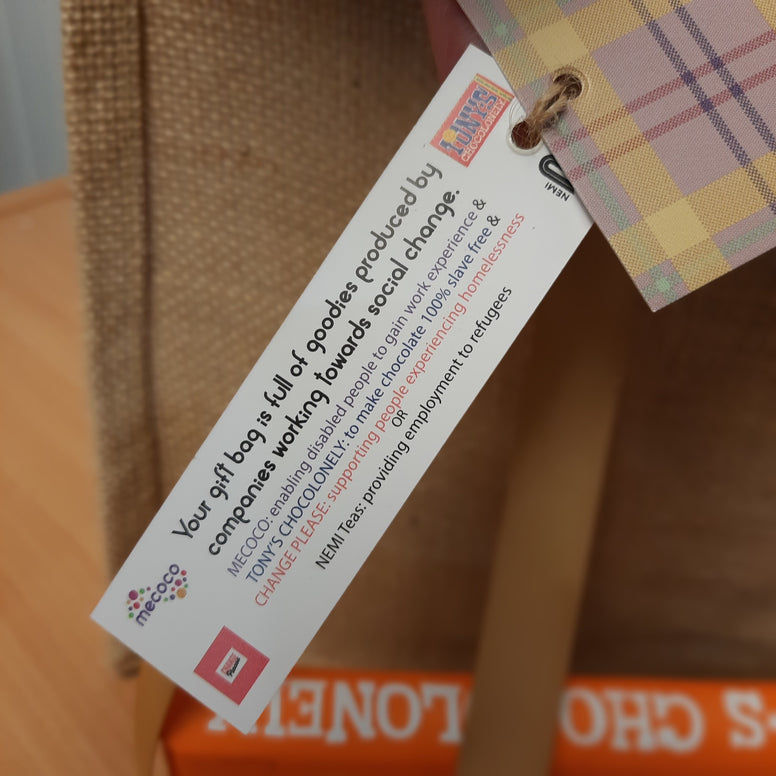 TONY'S
CHOCOLONELY
NEMI
Your gift bag is full of goodies produced by
companies working towards social change.
MECOCO: enabling disabled people to gain work experience &
TONY'S CHOCOLONELY: to make chocolate 100% slave free &
CHANGE PLEASE: supporting people experiencing homelessness
OR
NEMI Teas: providing employment to refugees
mecoco
'S CHOCOLONELY